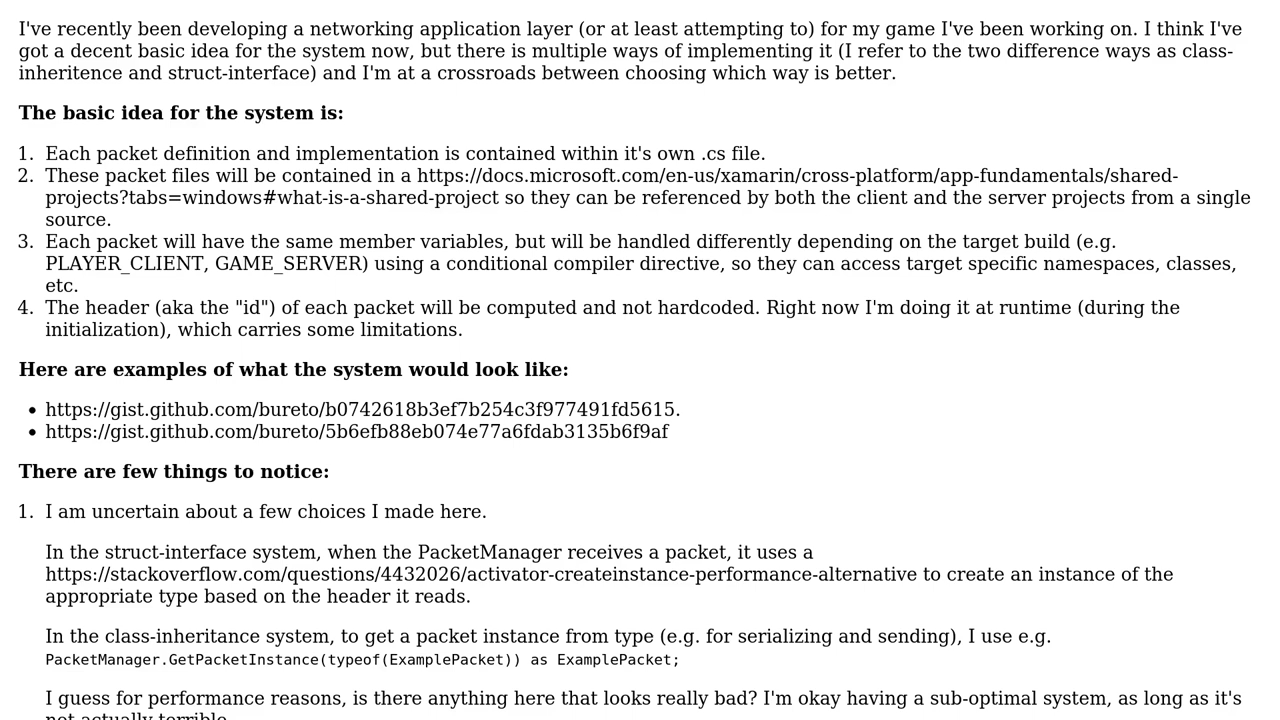 I've recently been developing a networking application layer (or at least attempting to) for my game I've been working on. I think I've
got a decent basic idea for the system now, but there is multiple ways of implementing it (I refer to the two difference ways as class-
inheritence and struct-interface) and I'm at a crossroads between choosing which way is better.
The basic idea for the system is:
1. Each packet definition and implementation is contained within it's own .cs file.
2. These packet files will be contained in a https://docs.microsoft.com/en-us/xamarin/cross-platform/app-fundamentals/shared-
projects?tabs=windows#what-is-a-shared-project so they can be referenced by both the client and the server projects from a single
source.
3. Each packet will have the same member variables, but will be handled differently depending on the target build (e.g.
PLAYER_CLIENT, GAME_SERVER) using a conditional compiler directive, so they can access target specific namespaces, classes,
etc.
4. The header (aka the "id") of each packet will be computed and not hardcoded. Right now I'm doing it at runtime (during the
initialization), which carries some limitations.
Here are examples of what the system would look like:
• https://gist.github.com/bureto/b0742618b3ef7b254c3f977491fd5615.
• https://gist.github.com/bureto/5b6efb88eb074e77a6fdab3135b6f9af
There are few things to notice:
1. I am uncertain about a few choices I made here.
In the struct-interface system, when the PacketManager receives a packet, it uses a
https://stackoverflow.com/questions/4432026/activator-createinstance-performance-alternative to create an instance of the
appropriate type based on the header it reads.
In the class-inheritance system, to get a packet instance from type (e.g. for serializing and sending), I use e.g.
PacketManager.GetPacketInstance(typeof(ExamplePacket)) as ExamplePacket;
I guess for performance reasons, is there anything here that looks really bad? I'm okay having a sub-optimal system, as long as it's
not actually terrible